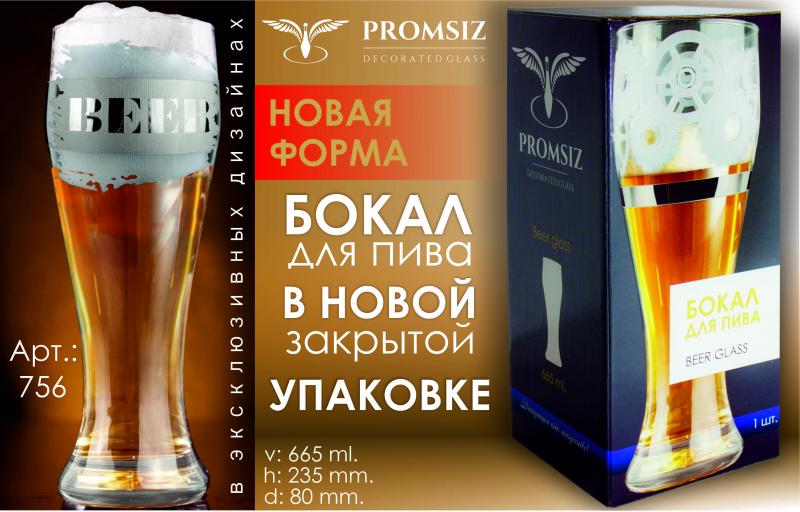 BEER
Арт.:
756
в эксклюзивных дизайнах
PROMSIZ
DECORATED GLASS
НОВАЯ
ФОРМА
БОКАЛ
для пива
В НОВОЙ
закрытой
УПАКОВКЕ
v: 665 ml.
h: 235 mm.
d: 80 mm.
PROMSIZ
DECORATED GLASS
Beer glass
665 ml.
БОКАЛ
ДЛЯ ПИВА
BEER GLASS
1 шт.